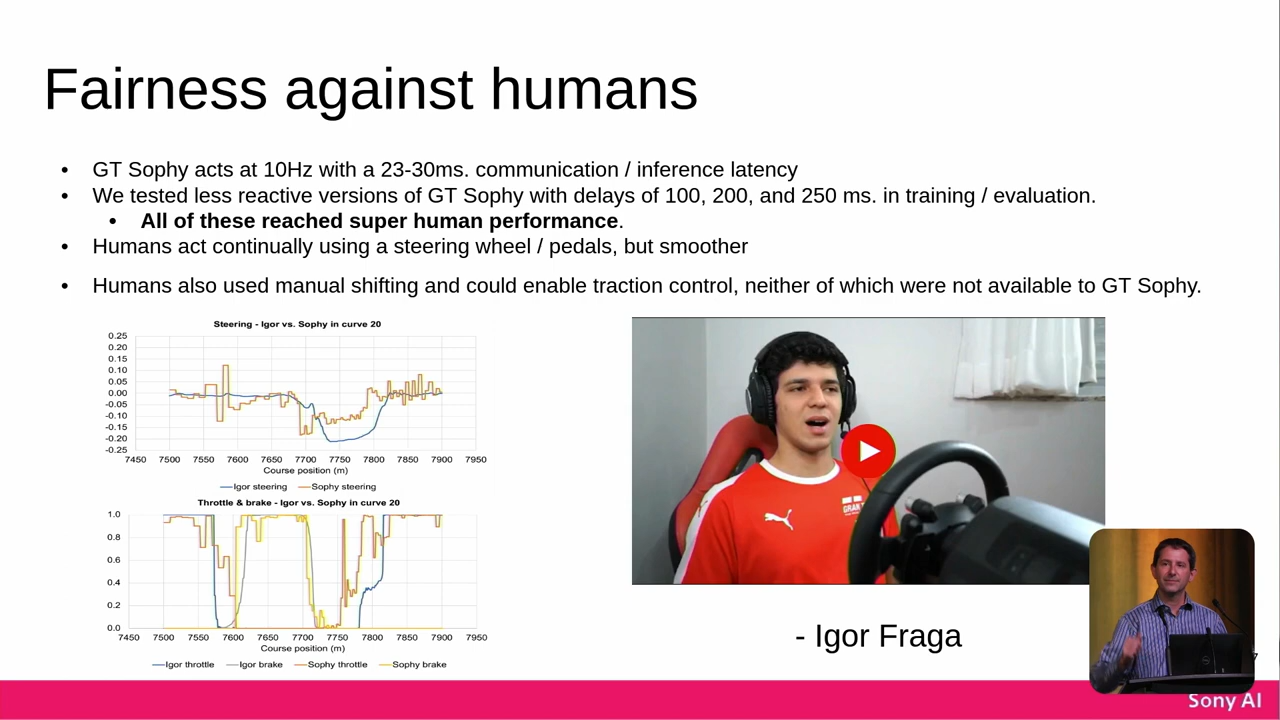 Fairness against humans
• GT Sophy acts at 10Hz with a 23-30ms. communication / inference latency
• We tested less reactive versions of GT Sophy with delays of 100, 200, and 250 ms. in training / evaluation.
• All of these reached super human performance.
• Humans act continually using a steering wheel / pedals, but smoother
• Humans also used manual shifting and could enable traction control, neither of which were not available to GT Sophy.
Steering - Igor vs. Sophy in curve 20
0.25
0.20
0.15
0.10
0.05
0.00
-0.05
-0.10
-0.15
-0.20
-0.25
7450 7500 7550 7600 7650 7700 7750 7800 7850 7900 7950
Course position (m)
Igor steering Sophy steering
Throttle & brake - Igor vs. Sophy in curve 20
1.0
0.8
0.6
0.4
0.2
0.0
7450 7500 7550 7600 7650 7700 7750 7800 7850 7900 7950
Course position (m)
Igor throttle Igor brake Sophy throttle Sophy brake
GRAN
- Igor Fraga
7
Sony AI